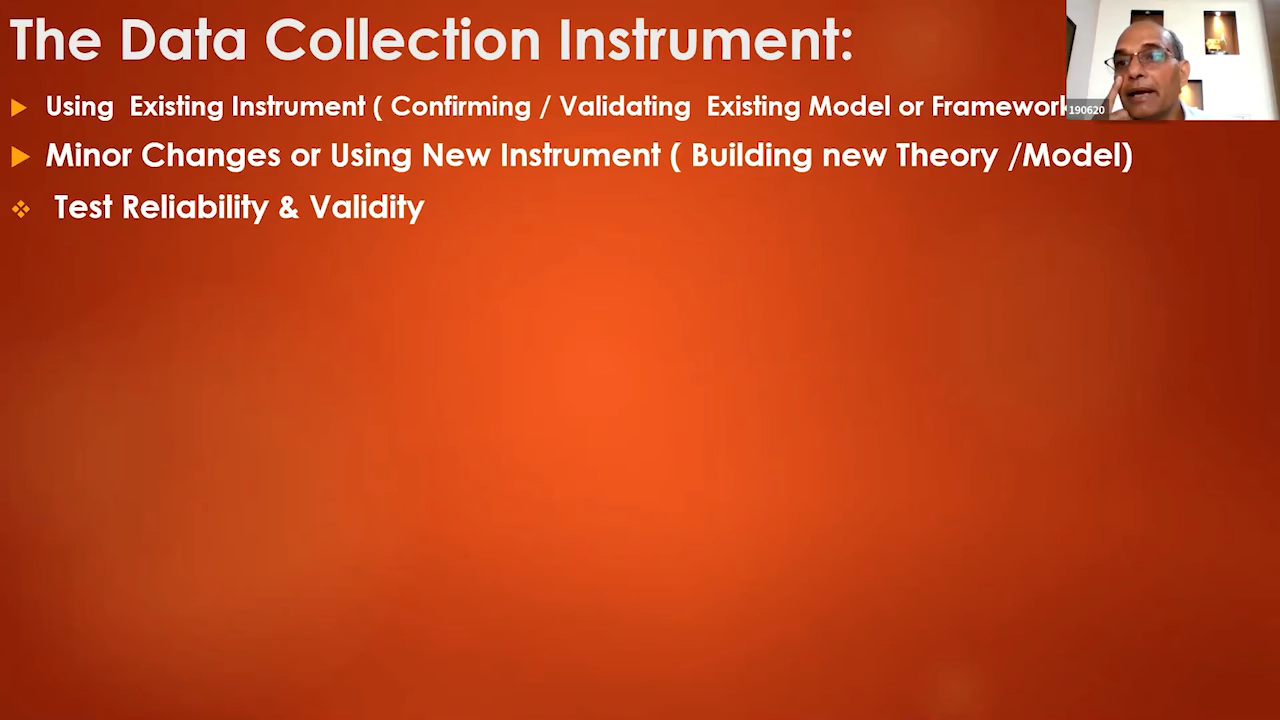 The Data Collection Instrument:
Using Existing Instrument ( Confirming / Validating Existing Model or Framework
190620
Minor Changes or Using New Instrument ( Building new Theory /Model)
Test Reliability & Validity